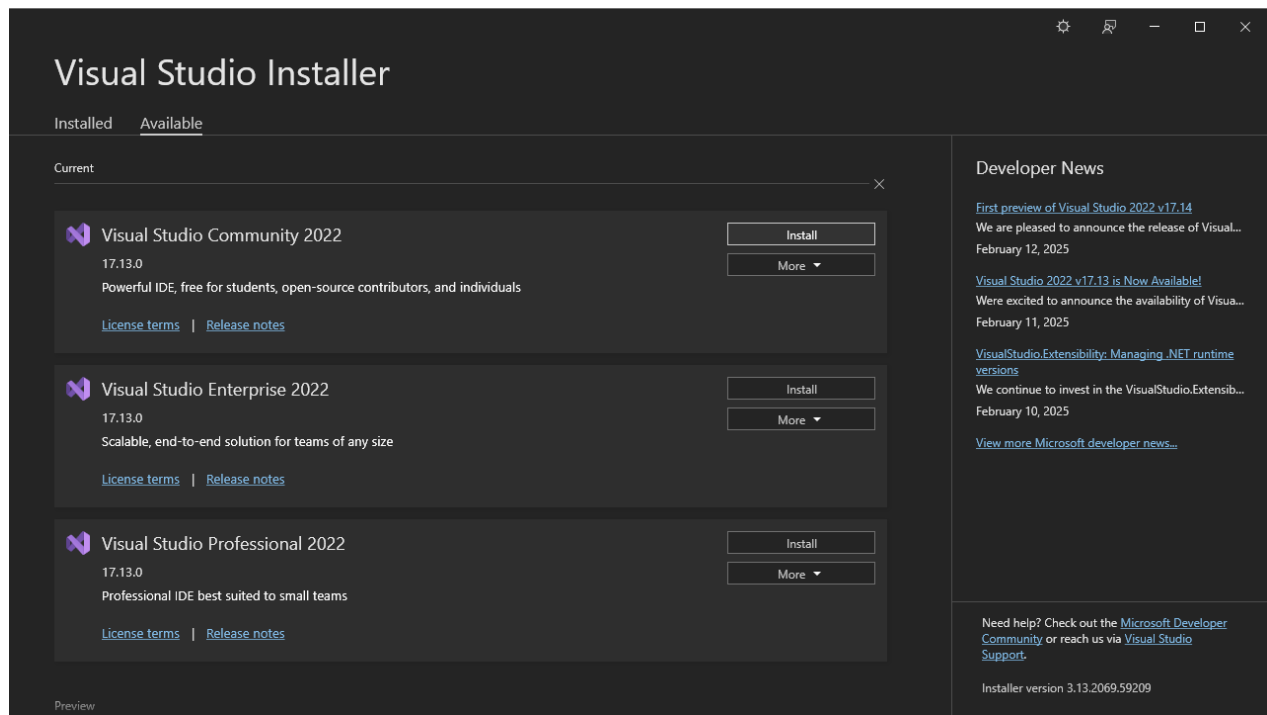 Visual Studio Installer
Installed Available
Current
Visual Studio Community 2022
Install
17.13.0
More
Powerful IDE, free for students, open-source contributors, and individuals
License terms | Release notes
Visual Studio Enterprise 2022
Install
17.13.0
More
Scalable, end-to-end solution for teams of any size
License terms | Release notes
Visual Studio Professional 2022
Install
17.13.0
More
Professional IDE best suited to small teams
License terms | Release notes
Preview
Developer News
First preview of Visual Studio 2022 v17.14
We are pleased to announce the release of Visual...
February 12, 2025
Visual Studio 2022 v17.13 is Now Available!
Were excited to announce the availability of Visua...
February 11, 2025
VisualStudio.Extensibility: Managing .NET runtime
versions
We continue to invest in the VisualStudio.Extensib...
February 10, 2025
View more Microsoft developer news...
Need help? Check out the Microsoft Developer
Community or reach us via Visual Studio
Support.
Installer version 3.13.2069.59209